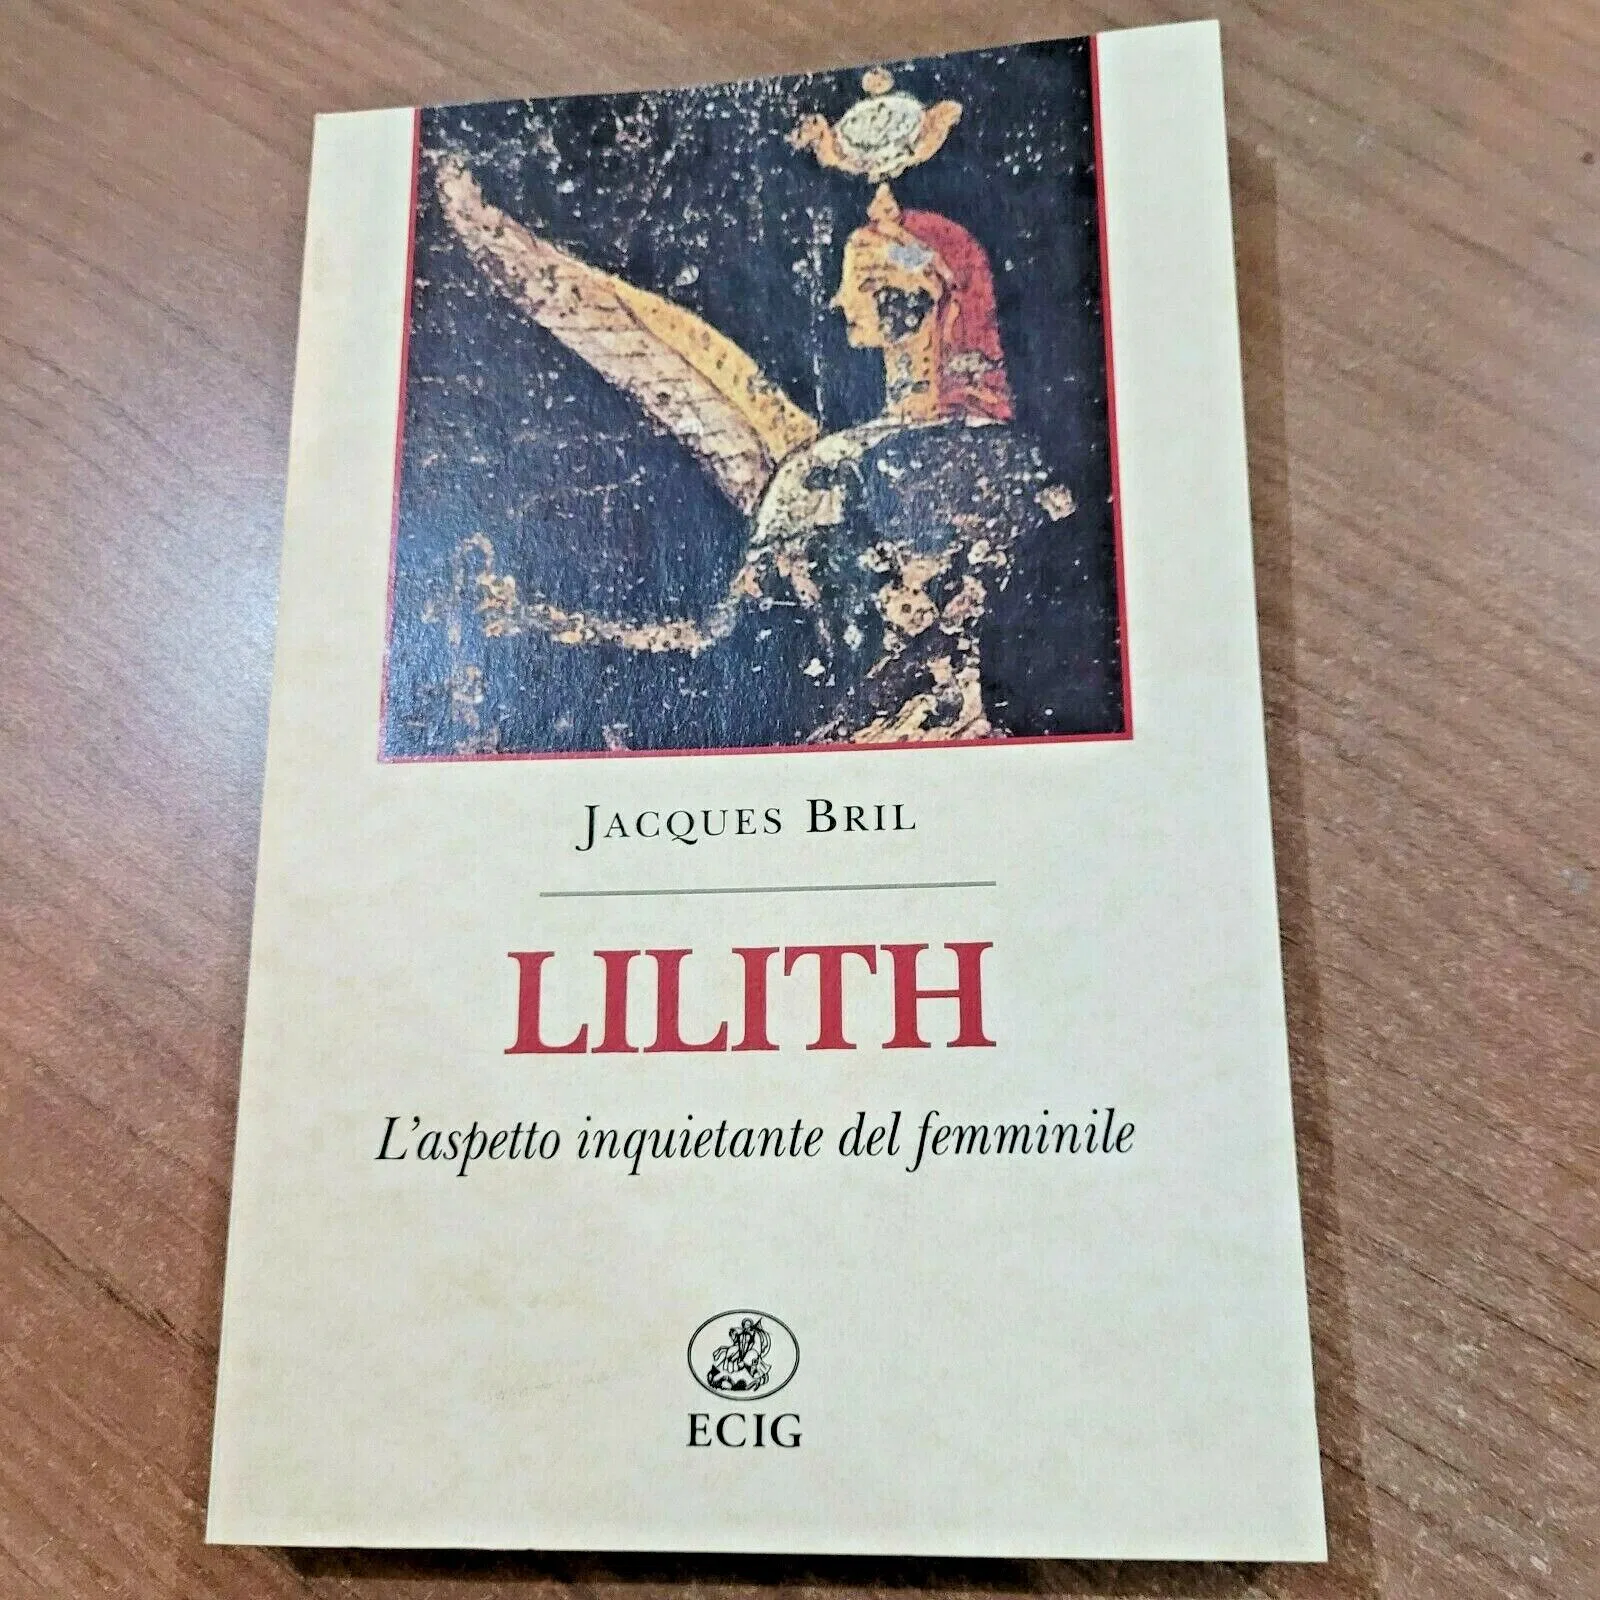 JACQUES BRIL
LILITH
L'aspetto inquietante del femminile
ECIG